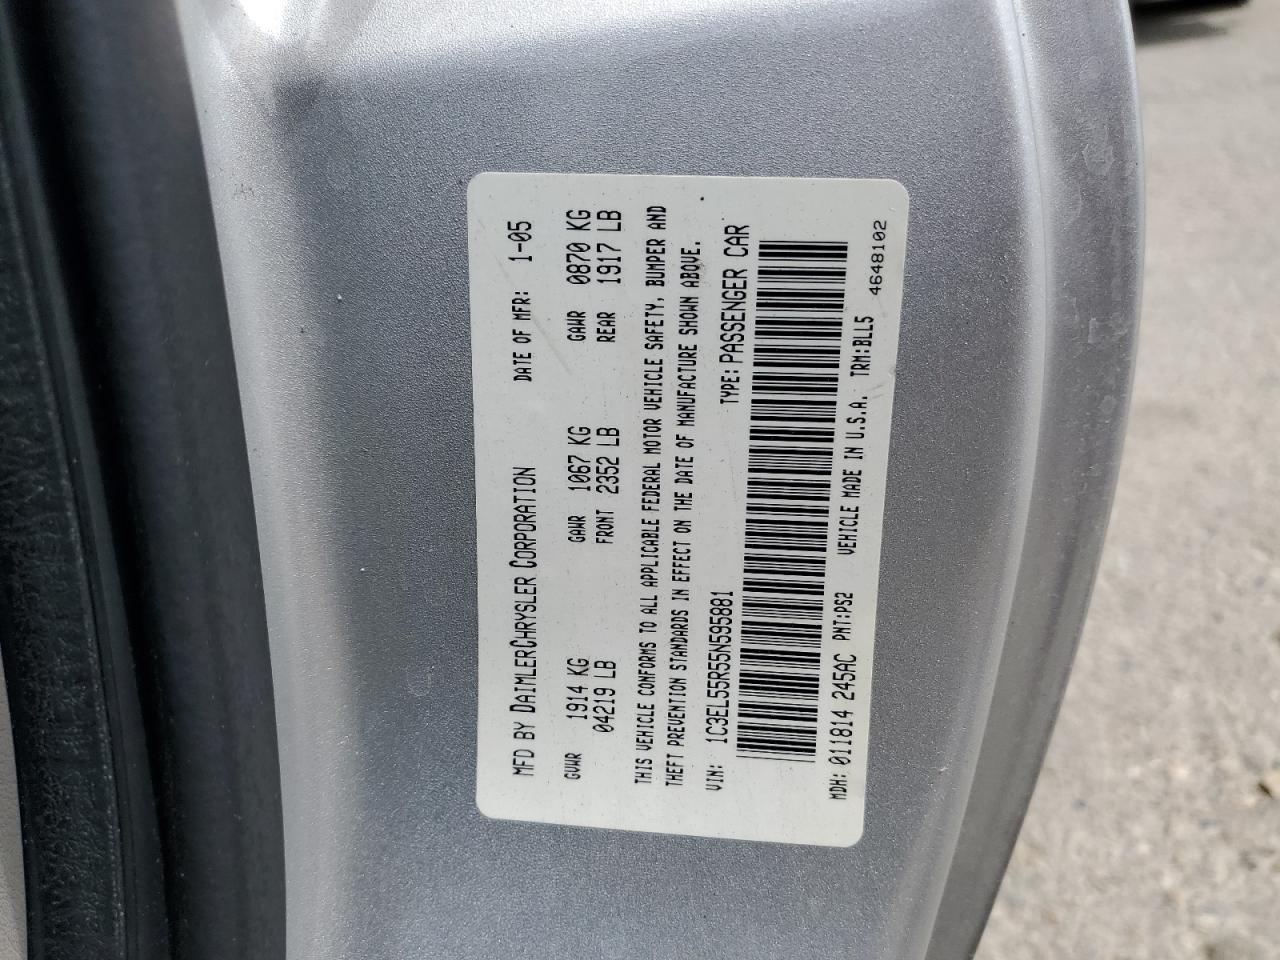 MFD BY DAIMLERCHRYSLER CORPORATION DATE OF MFR: 1-05
GVWR 1914 KG GAWR 1067 KG GAWR 0870 KG
04219 LB FRONT 2352 LB REAR 1917 LB
THIS VEHICLE CONFORMS TO ALL APPLICABLE FEDERAL MOTOR VEHICLE SAFETY, BUMPER AND
THEFT PREVENTION STANDARDS IN EFFECT ON THE DATE OF MANUFACTURE SHOWN ABOVE.
VIN: 1C3EL55R55N595881 TYPE: PASSENGER CAR
MDH: 011814 245AC PNT:PS2 VEHICLE MADE IN U.S.A. TRM:BLL5 4648102